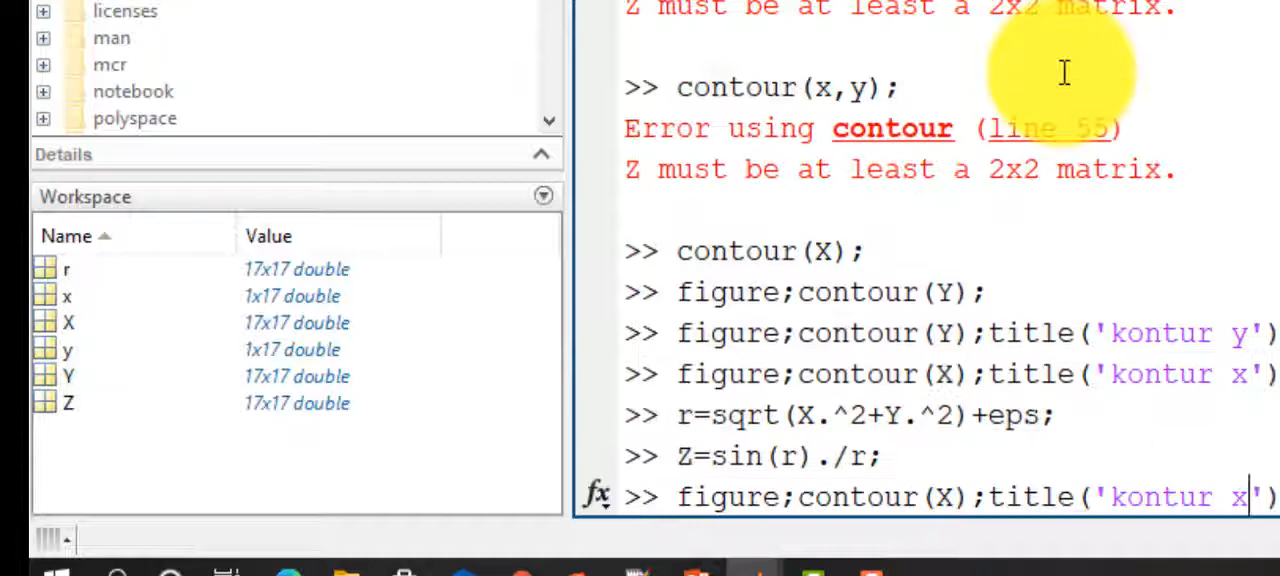 licenses
man
mcr
notebook
polyspace
Details
Workspace
Name Value
r 17x17 double
x 1x17 double
X 17x17 double
y 1x17 double
Y 17x17 double
Z 17x17 double
Z must be at least a 2x2 matrix.
>> contour(x,y);
Error using contour (line 55)
Z must be at least a 2x2 matrix.
>> contour(X);
>> figure;contour(Y);
>> figure;contour(Y);title('kontur y')
>> figure;contour(X);title('kontur x')
>> r=sqrt(X.^2+Y.^2)+eps;
>> Z=sin(r)./r;
fx >> figure;contour(X);title('kontur x')